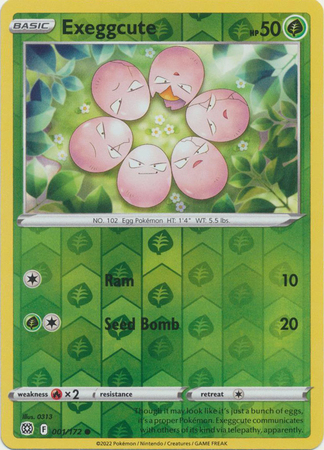 BASIC
Exeggcute
HP 50
NO. 102 Egg Pokémon HT: 1'4" WT: 5.5 lbs.
Ram 10
Seed Bomb 20
weakness ×2 resistance retreat
Illus. 0313
F 001/172 ●
Though it may look like it's just a bunch of eggs,
it's a proper Pokémon. Exeggcute communicates
with others of its kind via telepathy, apparently.
©2022 Pokémon / Nintendo / Creatures / GAME FREAK